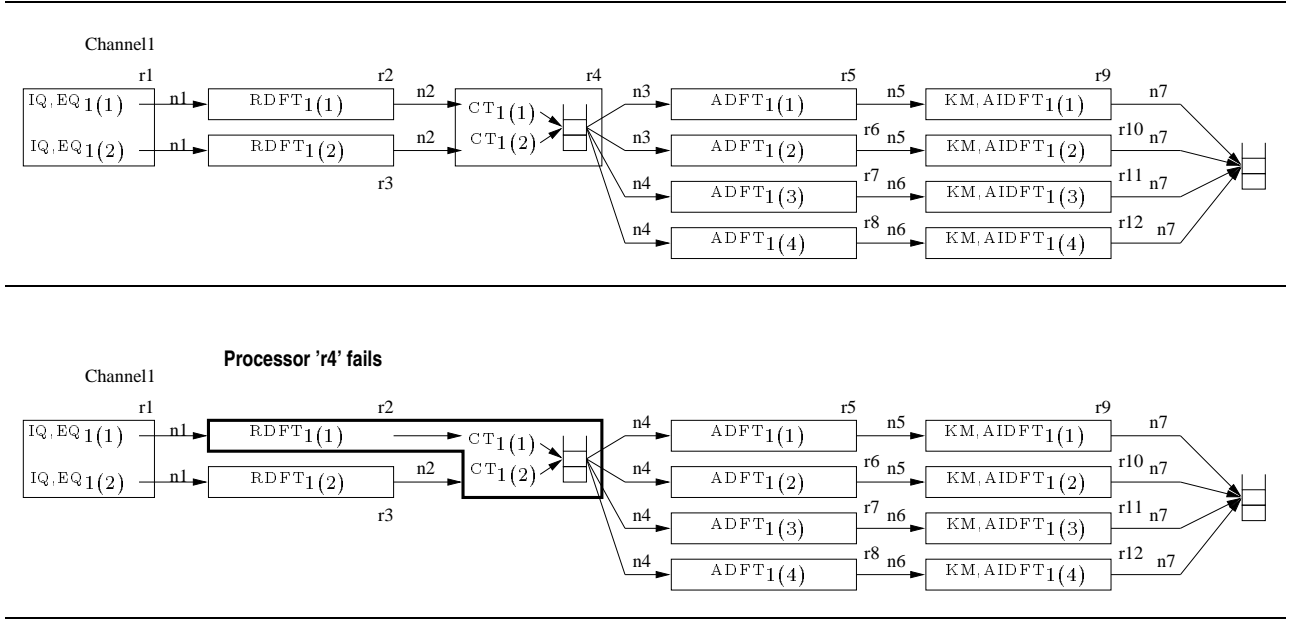 Channel1
r1 r2 r4 r5 r9
IQ,EQ1(1) n1 RDFT1(1) n2 CT1(1) n3 ADFT1(1) n5 KM,AIDFT1(1) n7
IQ,EQ1(2) n1 RDFT1(2) n2 CT1(2) n3 ADFT1(2) r6 n5 KM,AIDFT1(2) r10 n7
r3 n4 ADFT1(3) r7 n6 KM,AIDFT1(3) r11 n7
n4 ADFT1(4) r8 n6 KM,AIDFT1(4) r12 n7
Processor 'r4' fails
Channel1
r1 r2 r5 r9
IQ,EQ1(1) n1 RDFT1(1) CT1(1) n4 ADFT1(1) n5 KM,AIDFT1(1) n7
IQ,EQ1(2) n1 RDFT1(2) n2 CT1(2) n4 ADFT1(2) r6 n5 KM,AIDFT1(2) r10 n7
r3 n4 ADFT1(3) r7 n6 KM,AIDFT1(3) r11 n7
n4 ADFT1(4) r8 n6 KM,AIDFT1(4) r12 n7